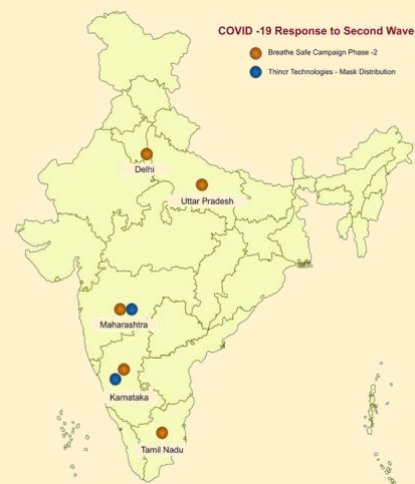 COVID -19 Response to Second Wave
Breathe Safe Campaign Phase -2
Thincr Technologies - Mask Distribution
Delhi
Uttar Pradesh
Maharashtra
Karnataka
Tamil Nadu